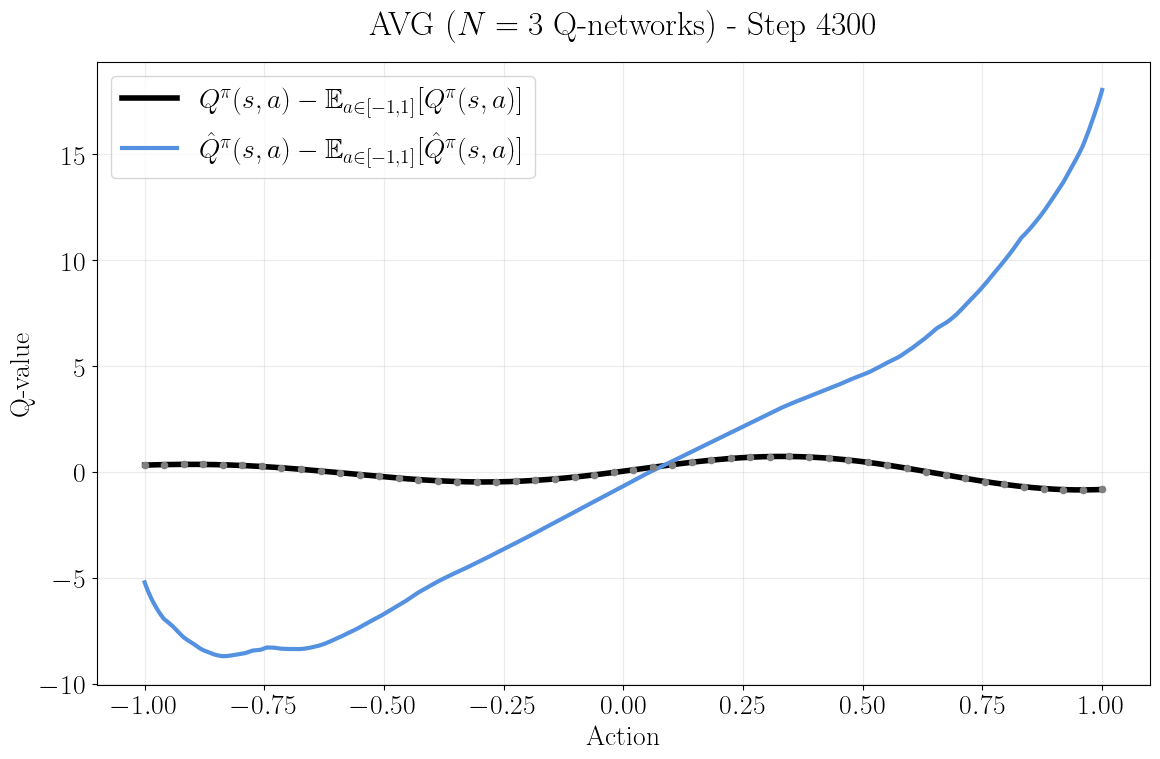 AVG (N = 3 Q-networks) - Step 4300
Q^π(s, a) − 𝔼_{a∈[−1,1]}[Q^π(s, a)]
Q̂^π(s, a) − 𝔼_{a∈[−1,1]}[Q̂^π(s, a)]
15
10
5
0
−5
−10
Q-value
−1.00 −0.75 −0.50 −0.25 0.00 0.25 0.50 0.75 1.00
Action